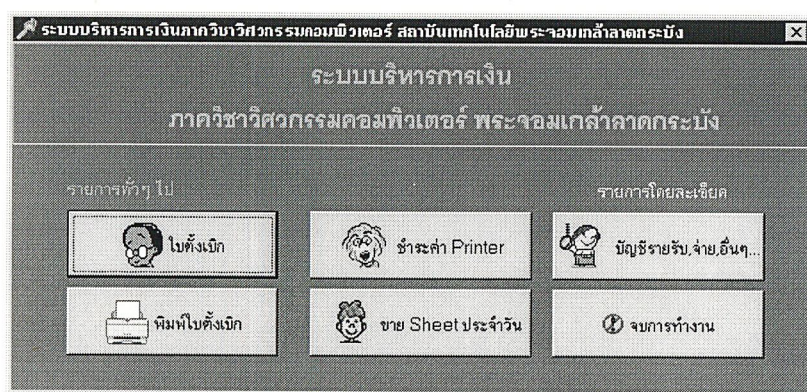 ระบบบริหารการเงินภาควิชาวิศวกรรมคอมพิวเตอร์ สถาบันเทคโนโลยีพระจอมเกล้าลาดกระบัง
ระบบบริหารการเงิน
ภาควิชาวิศวกรรมคอมพิวเตอร์ พระจอมเกล้าลาดกระบัง
รายการทั่วๆ ไป
รายการโดยละเอียด
ใบตั้งเบิก
ชำระค่า Printer
บัญชีรายรับ,จ่าย,อื่นๆ...
พิมพ์ใบตั้งเบิก
ขาย Sheet ประจำวัน
จบการทำงาน